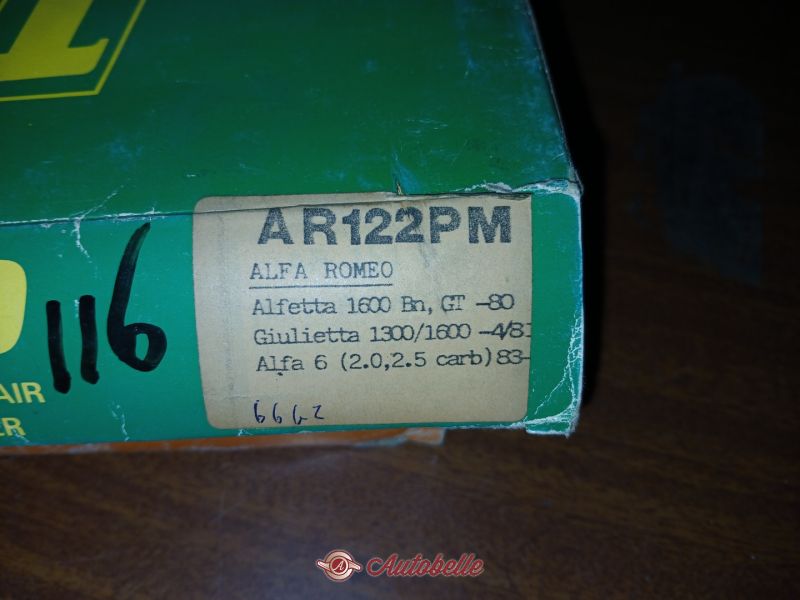 AR122PM
ALFA ROMEO
Alfetta 1600 Bn, GT -80
Giulietta 1300/1600 -4/81
Alfa 6 (2.0,2.5 carb) 83-
116
AIR
ER
Autobelle